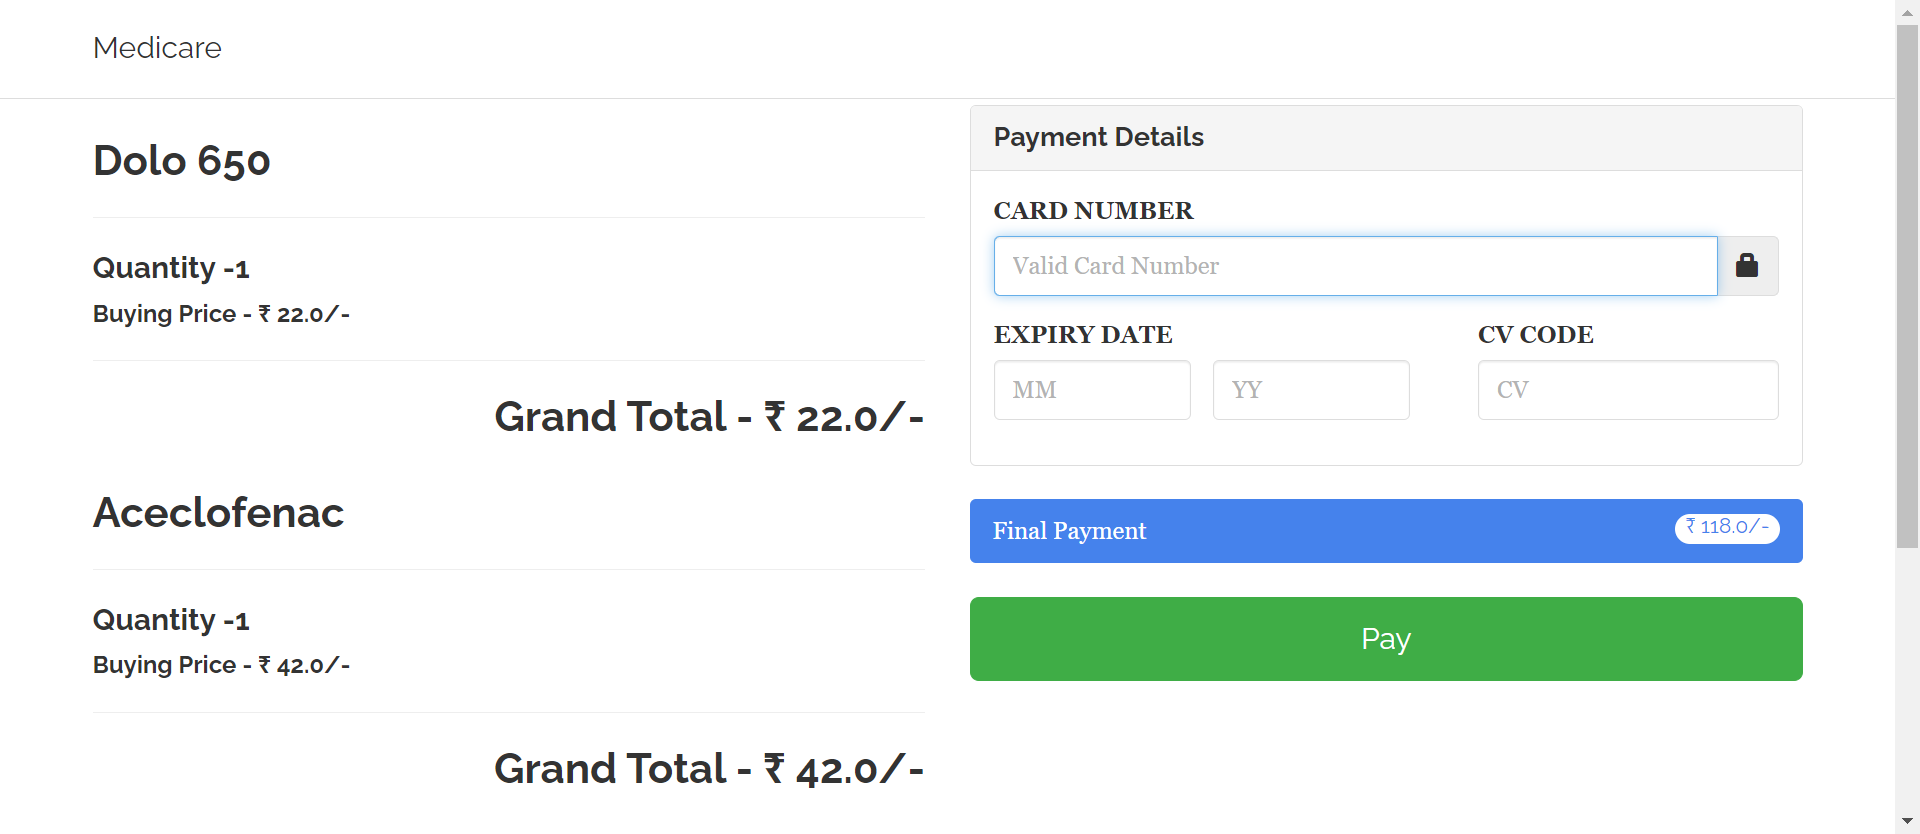 Medicare
Dolo 650
Quantity -1
Buying Price - ₹ 22.0/-
Grand Total - ₹ 22.0/-
Aceclofenac
Quantity -1
Buying Price - ₹ 42.0/-
Grand Total - ₹ 42.0/-
Payment Details
CARD NUMBER
Valid Card Number
EXPIRY DATE CV CODE
MM YY CV
Final Payment ₹ 118.0/-
Pay